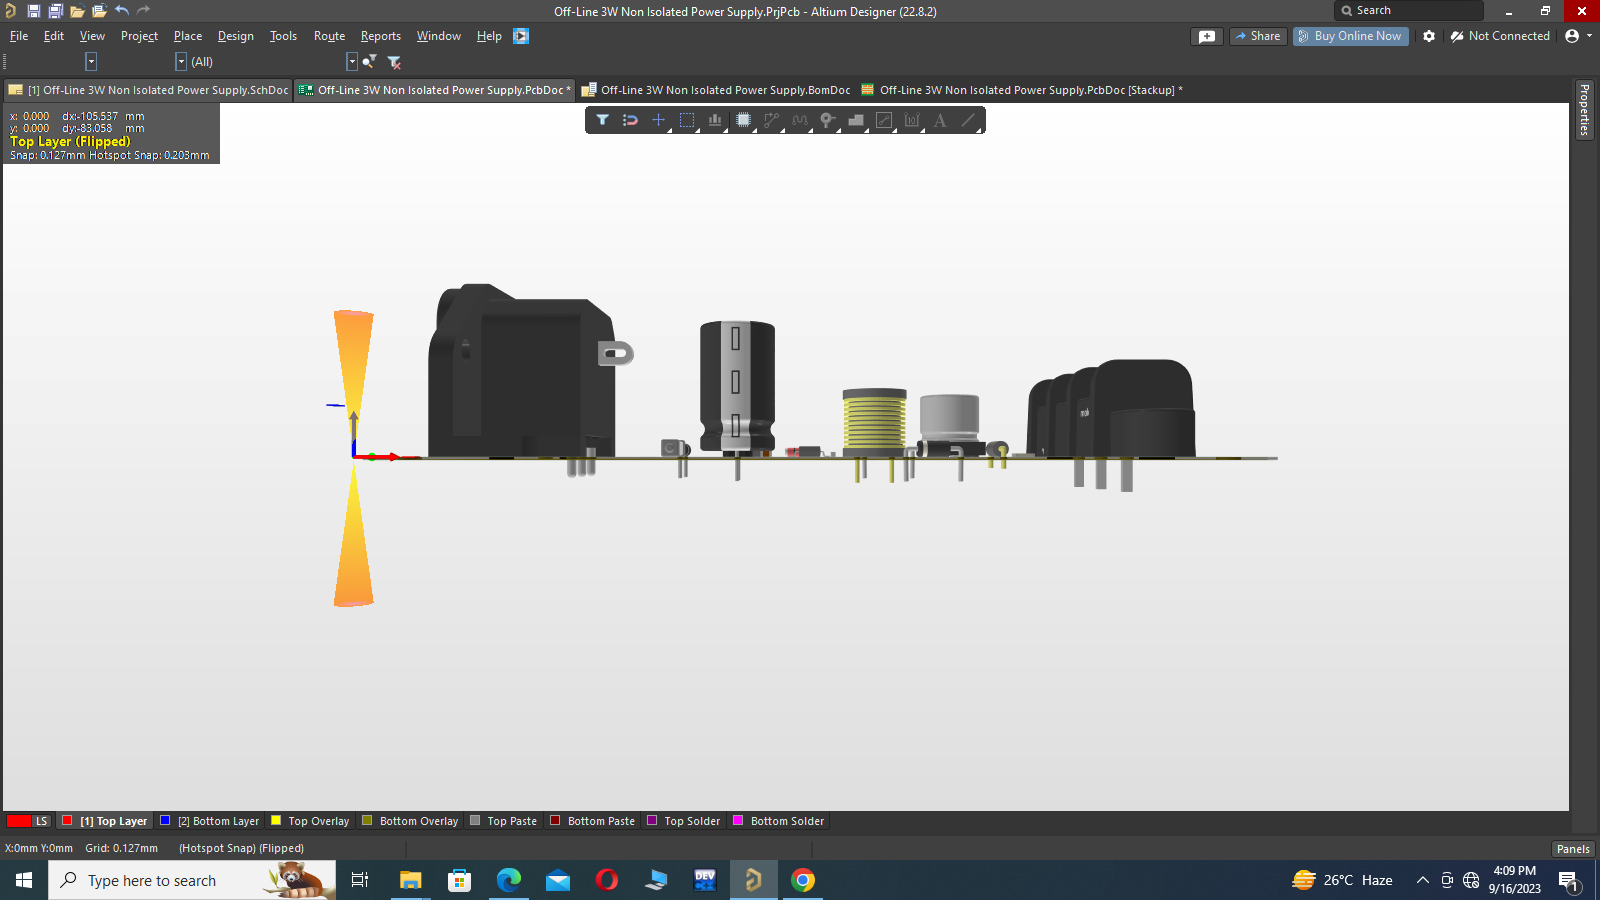 Off-Line 3W Non Isolated Power Supply.PrjPcb - Altium Designer (22.8.2)
Search
File Edit View Project Place Design Tools Route Reports Window Help
Share
Buy Online Now
Not Connected
(All)
[1] Off-Line 3W Non Isolated Power Supply.SchDoc
Off-Line 3W Non Isolated Power Supply.PcbDoc *
Off-Line 3W Non Isolated Power Supply.BomDoc
Off-Line 3W Non Isolated Power Supply.PcbDoc [Stackup] *
Properties
x: 0.000 dx:-105.537 mm
y: 0.000 dy:-83.058 mm
Top Layer (Flipped)
Snap: 0.127mm Hotspot Snap: 0.203mm
LS
[1] Top Layer
[2] Bottom Layer
Top Overlay
Bottom Overlay
Top Paste
Bottom Paste
Top Solder
Bottom Solder
X:0mm Y:0mm Grid: 0.127mm (Hotspot Snap) (Flipped)
Panels
Type here to search
DEV
26°C Haze
4:09 PM
9/16/2023
1